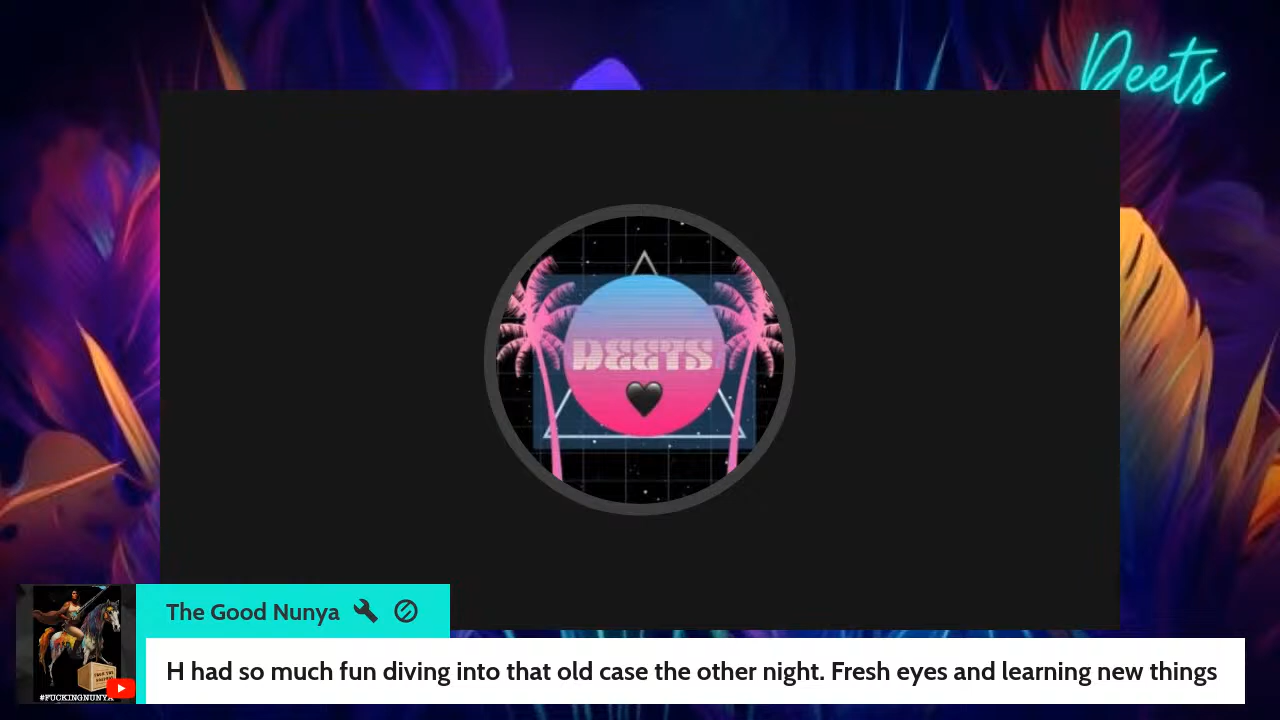 Deets
DEETS
The Good Nunya
#FUCKINGNUNYA
H had so much fun diving into that old case the other night. Fresh eyes and learning new things